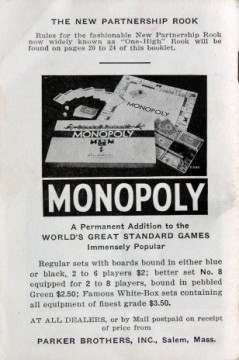 THE NEW PARTNERSHIP ROOK
Rules for the fashionable New Partnership Rook
now widely known as "One-High" Rook will be
found on pages 20 to 24 of this booklet.
MONOPOLY
MONOPOLY
A Permanent Addition to the
WORLD'S GREAT STANDARD GAMES
Immensely Popular
Regular sets with boards bound in either blue
or black, 2 to 6 players $2; better set No. 8
equipped for 2 to 8 players, bound in pebbled
Green $2.50; Famous White-Box sets containing
all equipment of finest grade $3.50.
AT ALL DEALERS, or by Mail postpaid on receipt
of price from
PARKER BROTHERS, INC., Salem, Mass.